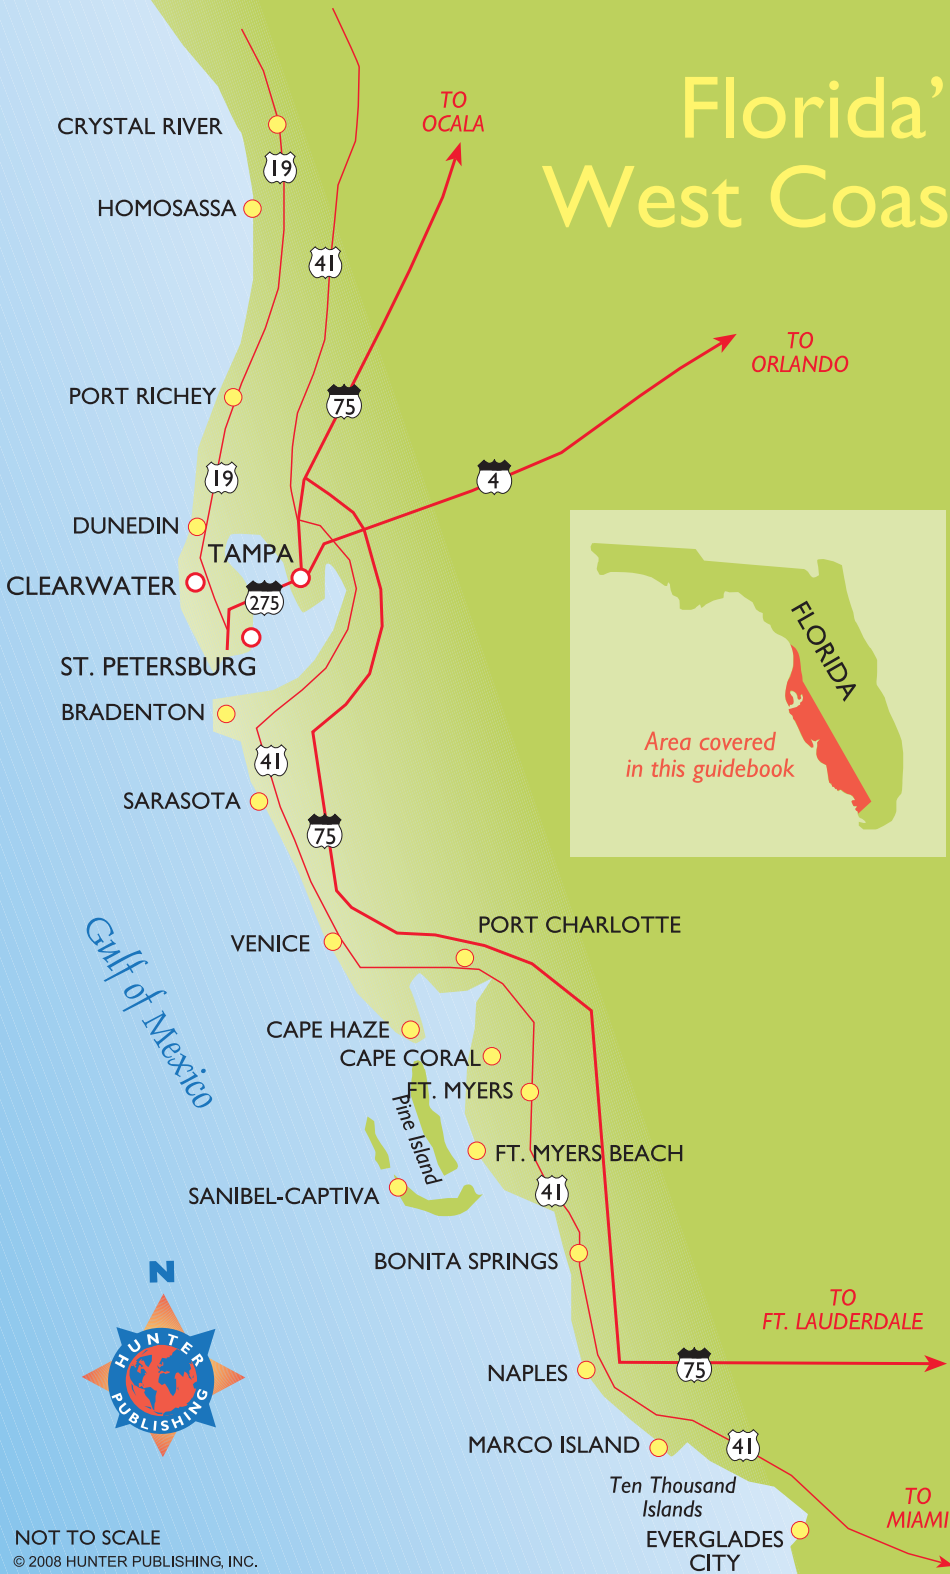 Florida'
West Coas
TO
OCALA
CRYSTAL RIVER
19
HOMOSASSA
41
TO
ORLANDO
PORT RICHEY
75
19
4
DUNEDIN
TAMPA
CLEARWATER
275
ST. PETERSBURG
BRADENTON
41
SARASOTA
75
FLORIDA
Area covered
in this guidebook
Gulf of Mexico
VENICE
PORT CHARLOTTE
CAPE HAZE
CAPE CORAL
FT. MYERS
Pine Island
FT. MYERS BEACH
SANIBEL-CAPTIVA
41
BONITA SPRINGS
TO
FT. LAUDERDALE
NAPLES
75
MARCO ISLAND
41
Ten Thousand
Islands
TO
MIAMI
EVERGLADES
CITY
N
HUNTER
PUBLISHING
NOT TO SCALE
© 2008 HUNTER PUBLISHING, INC.